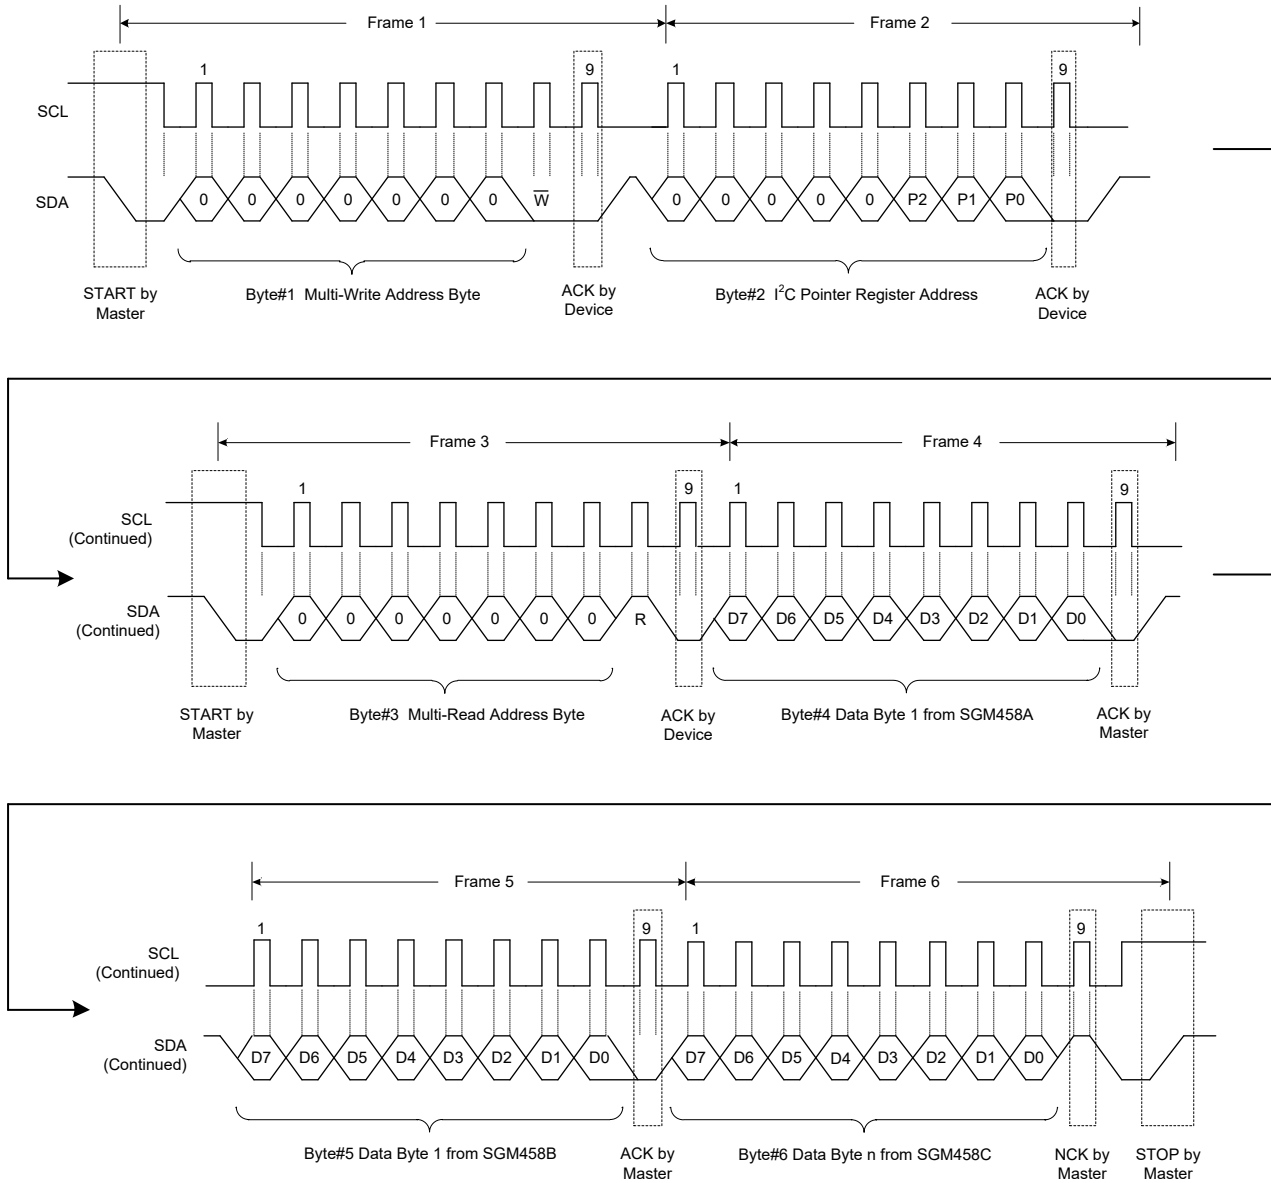 Frame 1 Frame 2
1 9 1 9
SCL
SDA
0 0 0 0 0 0 0 W̅ 0 0 0 0 0 P2 P1 P0
START by Master
Byte#1 Multi-Write Address Byte
ACK by Device
Byte#2 I²C Pointer Register Address
ACK by Device
Frame 3 Frame 4
1 9 1 9
SCL (Continued)
SDA (Continued)
0 0 0 0 0 0 0 R D7 D6 D5 D4 D3 D2 D1 D0
START by Master
Byte#3 Multi-Read Address Byte
ACK by Device
Byte#4 Data Byte 1 from SGM458A
ACK by Master
Frame 5 Frame 6
1 9 1 9
SCL (Continued)
SDA (Continued)
D7 D6 D5 D4 D3 D2 D1 D0 D7 D6 D5 D4 D3 D2 D1 D0
Byte#5 Data Byte 1 from SGM458B
ACK by Master
Byte#6 Data Byte n from SGM458C
NCK by Master
STOP by Master